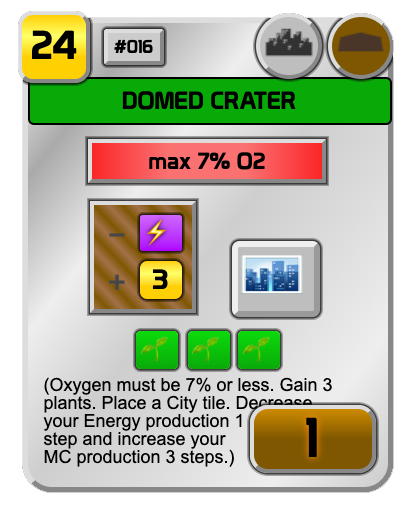 24
#016
DOMED CRATER
max 7% O2
−
+ 3
(Oxygen must be 7% or less. Gain 3
plants. Place a City tile. Decrease
your Energy production 1
step and increase your
MC production 3 steps.)
1